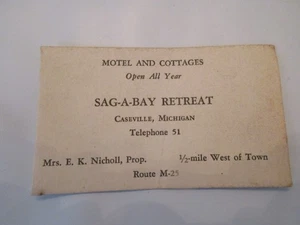 MOTEL AND COTTAGES
Open All Year
SAG-A-BAY RETREAT
CASEVILLE, MICHIGAN
Telephone 51
Mrs. E. K. Nicholl, Prop. ½-mile West of Town
Route M-25